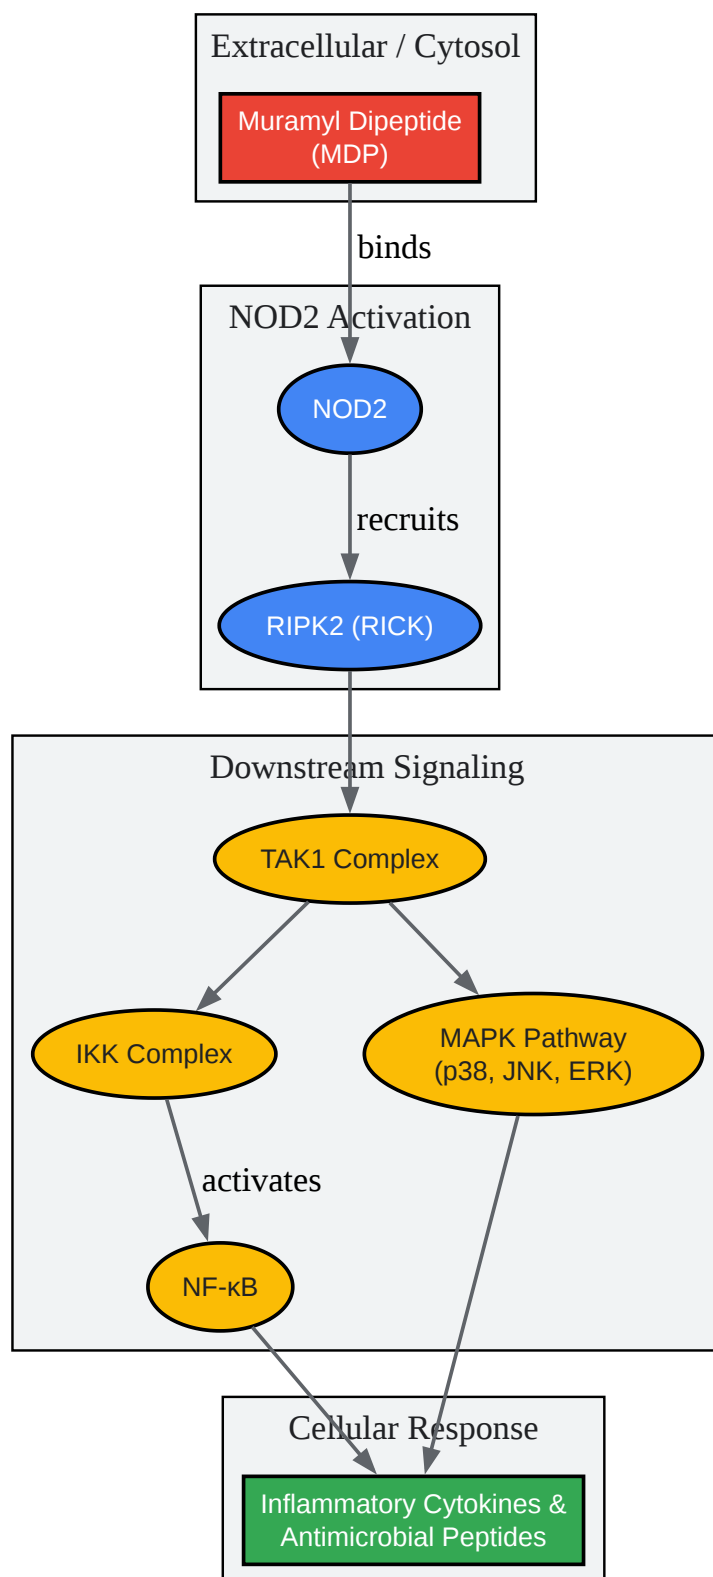 Extracellular / Cytosol
Muramyl Dipeptide
(MDP)
binds
NOD2 Activation
NOD2
recruits
RIPK2 (RICK)
Downstream Signaling
TAK1 Complex
IKK Complex
MAPK Pathway
(p38, JNK, ERK)
activates
NF-κB
Cellular Response
Inflammatory Cytokines &
Antimicrobial Peptides